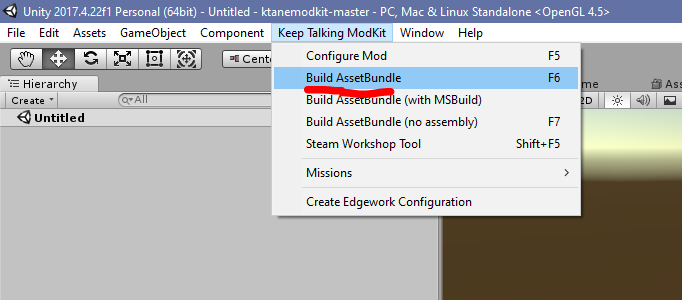 Unity 2017.4.22f1 Personal (64bit) - Untitled - ktanemodkit-master - PC, Mac & Linux Standalone <OpenGL 4.5>
File Edit Assets GameObject Component Keep Talking ModKit Window Help
Configure Mod F5
Build AssetBundle F6
Build AssetBundle (with MSBuild)
Build AssetBundle (no assembly) F7
Steam Workshop Tool Shift+F5
Missions
Create Edgework Configuration
Cente
Hierarchy
Create All
Untitled
me Ass
2D